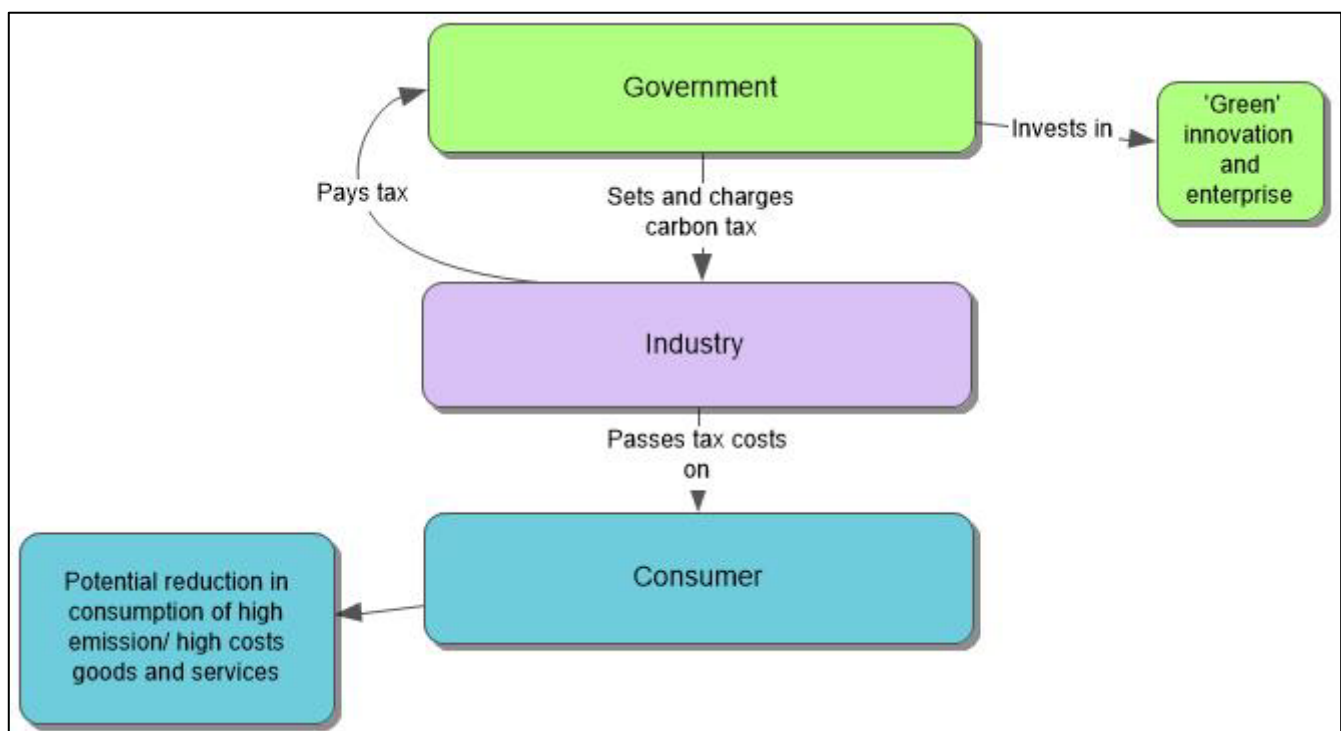 Government
'Green'
innovation
and
enterprise
Invests in
Pays tax
Sets and charges
carbon tax
Industry
Passes tax costs
on
Consumer
Potential reduction in
consumption of high
emission/ high costs
goods and services